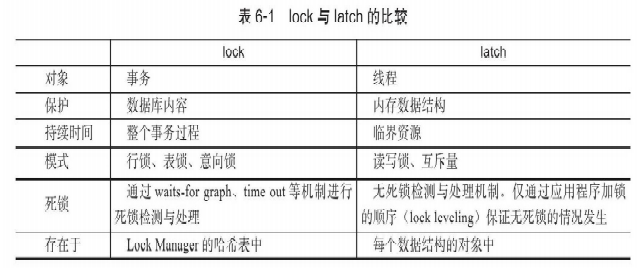 表 6-1 lock 与 latch 的比较
lock latch
对象 事务 线程
保护 数据库内容 内存数据结构
持续时间 整个事务过程 临界资源
模式 行锁、表锁、意向锁 读写锁、互斥量
死锁 通过 waits-for graph、time out 等机制进行
死锁检测与处理
无死锁检测与处理机制。仅通过应用程序加锁
的顺序（lock leveling）保证无死锁的情况发生
存在于 Lock Manager 的哈希表中 每个数据结构的对象中